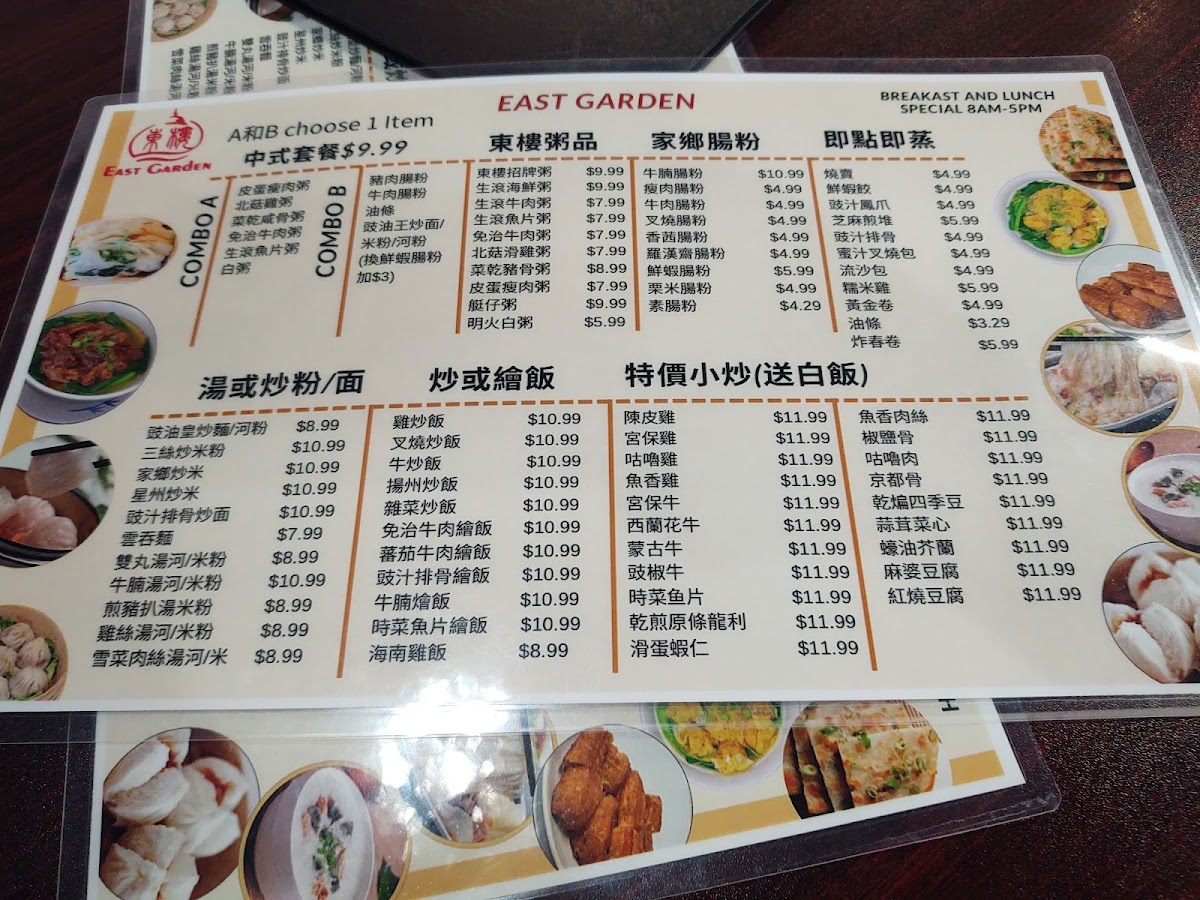 EAST GARDEN
BREAKAST AND LUNCH
SPECIAL 8AM-5PM
東樓
EAST GARDEN
A和B choose 1 Item
中式套餐$9.99
COMBO A
皮蛋瘦肉粥
北菇雞粥
菜乾咸骨粥
免治牛肉粥
生滾魚片粥
白粥
COMBO B
豬肉腸粉
牛肉腸粉
油條
豉油王炒面/
米粉/河粉
(換鮮蝦腸粉
加$3)
東樓粥品
東樓招牌粥 $9.99
生滾海鮮粥 $9.99
生滾牛肉粥 $7.99
生滾魚片粥 $7.99
免治牛肉粥 $7.99
北菇滑雞粥 $7.99
菜乾豬骨粥 $8.99
皮蛋瘦肉粥 $7.99
艇仔粥 $9.99
明火白粥 $5.99
家鄉腸粉
牛腩腸粉 $10.99
瘦肉腸粉 $4.99
牛肉腸粉 $4.99
叉燒腸粉 $4.99
香茜腸粉 $4.99
羅漢齋腸粉 $4.99
鮮蝦腸粉 $5.99
栗米腸粉 $4.99
素腸粉 $4.29
即點即蒸
燒賣 $4.99
鮮蝦餃 $4.99
豉汁鳳爪 $4.99
芝麻煎堆 $5.99
豉汁排骨 $4.99
蜜汁叉燒包 $4.99
流沙包 $4.99
糯米雞 $5.99
黃金卷 $4.99
油條 $3.29
炸春卷 $5.99
湯或炒粉/面
豉油皇炒麵/河粉 $8.99
三絲炒米粉 $10.99
家鄉炒米 $10.99
星州炒米 $10.99
豉汁排骨炒面 $10.99
雲吞麵 $7.99
雙丸湯河/米粉 $8.99
牛腩湯河/米粉 $10.99
煎豬扒湯米粉 $8.99
雞絲湯河/米粉 $8.99
雪菜肉絲湯河/米 $8.99
炒或繪飯
雞炒飯 $10.99
叉燒炒飯 $10.99
牛炒飯 $10.99
揚州炒飯 $10.99
雜菜炒飯 $10.99
免治牛肉繪飯 $10.99
蕃茄牛肉繪飯 $10.99
豉汁排骨繪飯 $10.99
牛腩燴飯 $10.99
時菜魚片繪飯 $10.99
海南雞飯 $8.99
特價小炒(送白飯)
陳皮雞 $11.99
宮保雞 $11.99
咕嚕雞 $11.99
魚香雞 $11.99
宮保牛 $11.99
西蘭花牛 $11.99
蒙古牛 $11.99
豉椒牛 $11.99
時菜鱼片 $11.99
乾煎原條龍利 $11.99
滑蛋蝦仁 $11.99
魚香肉絲 $11.99
椒鹽骨 $11.99
咕嚕肉 $11.99
京都骨 $11.99
乾煸四季豆 $11.99
蒜茸菜心 $11.99
蠔油芥蘭 $11.99
麻婆豆腐 $11.99
紅燒豆腐 $11.99